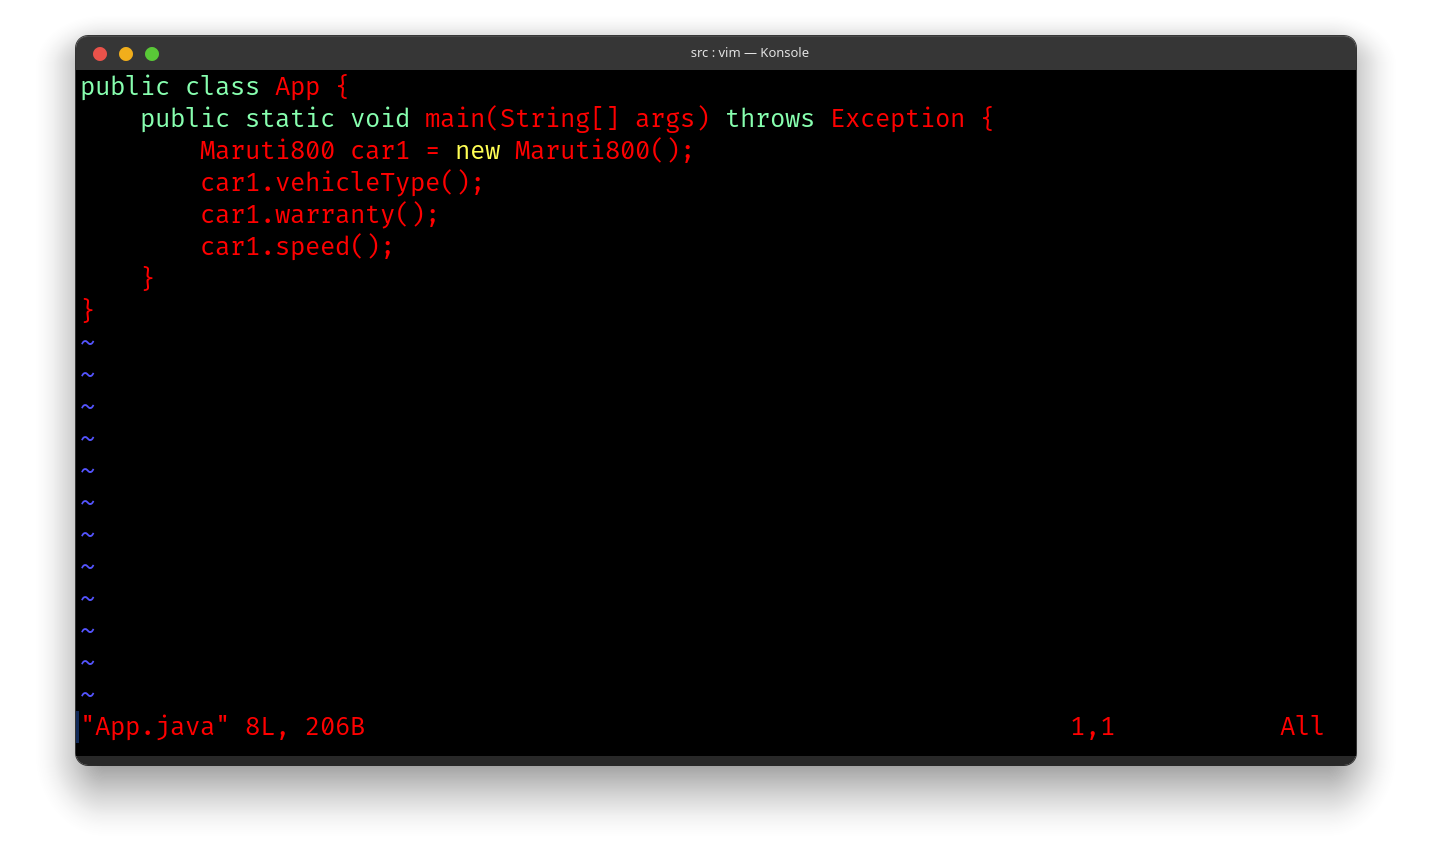 src : vim — Konsole
public class App {
    public static void main(String[] args) throws Exception {
        Maruti800 car1 = new Maruti800();
        car1.vehicleType();
        car1.warranty();
        car1.speed();
    }
}
~
~
~
~
~
~
~
~
~
~
~
~
"App.java" 8L, 206B 1,1 All